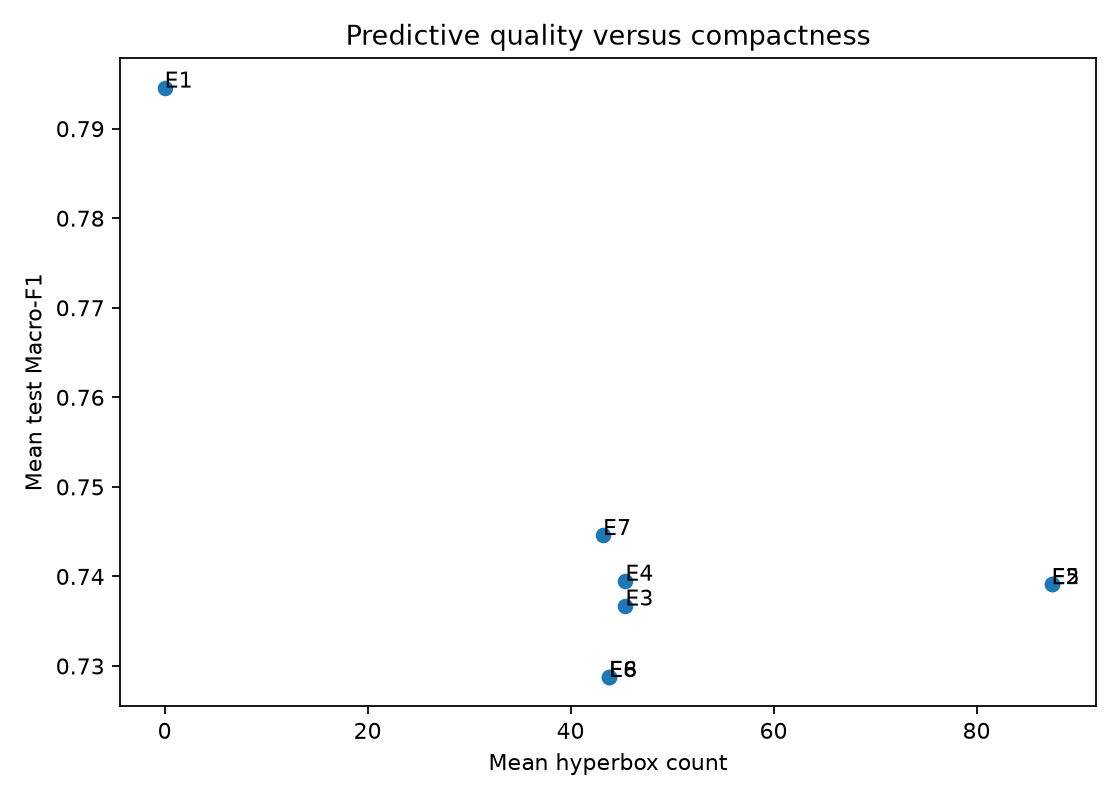 Predictive quality versus compactness
E1
0.79
0.78
0.77
0.76
0.75
0.74
0.73
Mean test Macro-F1
E7
E4
E3
0
20
40
60
80
Mean hyperbox count